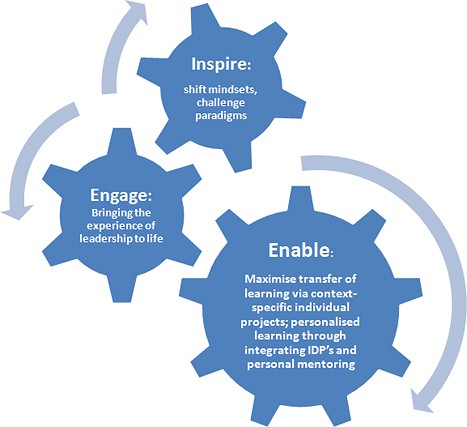 Inspire:
shift mindsets,
challenge
paradigms
Engage:
Bringing the
experience of
leadership to life
Enable:
Maximise transfer of
learning via context-
specific individual
projects; personalised
learning through
integrating IDP's and
personal mentoring